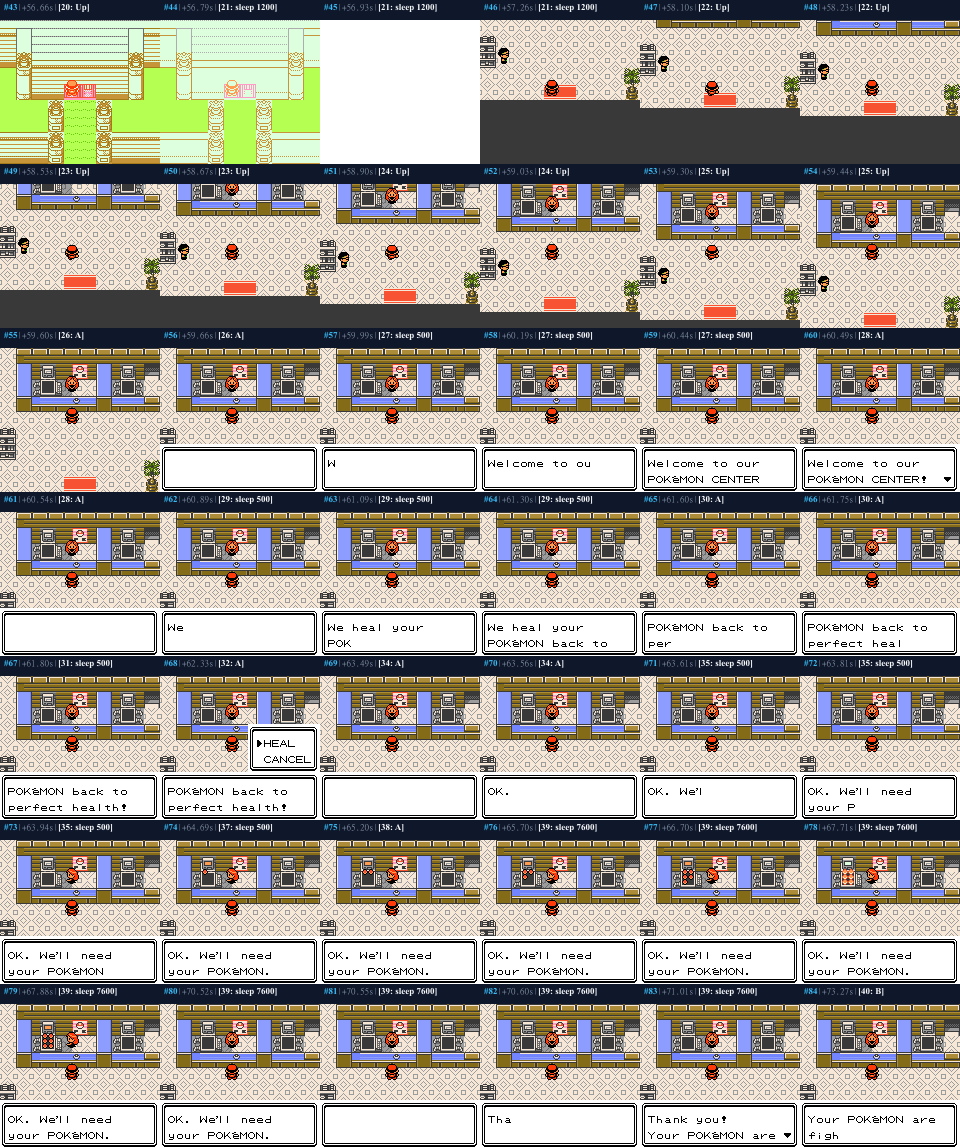 #43|+56.66s| [20: Up]
#44|+56.79s| [21: sleep 1200]
#45|+56.93s| [21: sleep 1200]
#46|+57.26s| [21: sleep 1200]
#47|+58.10s| [22: Up]
#48|+58.23s| [22: Up]
#49|+58.53s| [23: Up]
#50|+58.67s| [23: Up]
#51|+58.90s| [24: Up]
#52|+59.03s| [24: Up]
#53|+59.30s| [25: Up]
#54|+59.44s| [25: Up]
#55|+59.60s| [26: A]
#56|+59.66s| [26: A]
#57|+59.99s| [27: sleep 500]
#58|+60.19s| [27: sleep 500]
#59|+60.44s| [27: sleep 500]
#60|+60.49s| [28: A]
W
Welcome to ou
Welcome to our
POKéMON CENTER
Welcome to our
POKéMON CENTER!
#61|+60.54s| [28: A]
#62|+60.89s| [29: sleep 500]
#63|+61.09s| [29: sleep 500]
#64|+61.30s| [29: sleep 500]
#65|+61.60s| [30: A]
#66|+61.75s| [30: A]
We
We heal your
POK
We heal your
POKéMON back to
POKéMON back to
per
POKéMON back to
perfect heal
#67|+61.80s| [31: sleep 500]
#68|+62.33s| [32: A]
#69|+63.49s| [34: A]
#70|+63.56s| [34: A]
#71|+63.61s| [35: sleep 500]
#72|+63.81s| [35: sleep 500]
POKéMON back to
perfect health!
HEAL
CANCEL
POKéMON back to
perfect health!
OK.
OK. We'l
OK. We'll need
your P
#73|+63.94s| [35: sleep 500]
#74|+64.69s| [37: sleep 500]
#75|+65.20s| [38: A]
#76|+65.70s| [39: sleep 7600]
#77|+66.70s| [39: sleep 7600]
#78|+67.71s| [39: sleep 7600]
OK. We'll need
your POKéMON
OK. We'll need
your POKéMON.
OK. We'll need
your POKéMON.
OK. We'll need
your POKéMON.
OK. We'll need
your POKéMON.
OK. We'll need
your POKéMON.
#79|+67.88s| [39: sleep 7600]
#80|+70.52s| [39: sleep 7600]
#81|+70.55s| [39: sleep 7600]
#82|+70.60s| [39: sleep 7600]
#83|+71.01s| [39: sleep 7600]
#84|+73.27s| [40: B]
OK. We'll need
your POKéMON.
OK. We'll need
your POKéMON.
Tha
Thank you!
Your POKéMON are
Your POKéMON are
figh